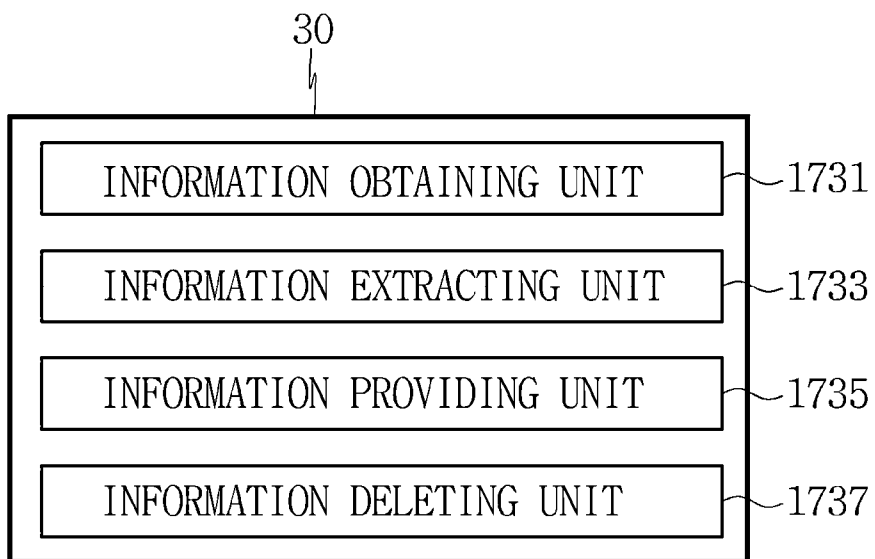 30
INFORMATION OBTAINING UNIT 1731
INFORMATION EXTRACTING UNIT 1733
INFORMATION PROVIDING UNIT 1735
INFORMATION DELETING UNIT 1737